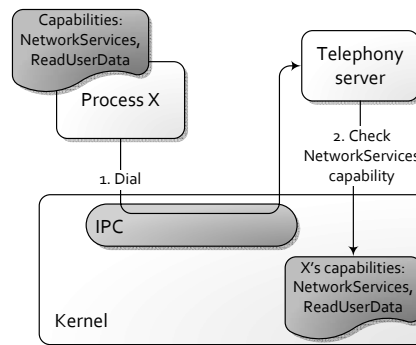 Capabilities:
NetworkServices,
ReadUserData
Process X
Telephony
server
1. Dial
2. Check
NetworkServices
capability
IPC
X's capabilities:
NetworkServices,
ReadUserData
Kernel